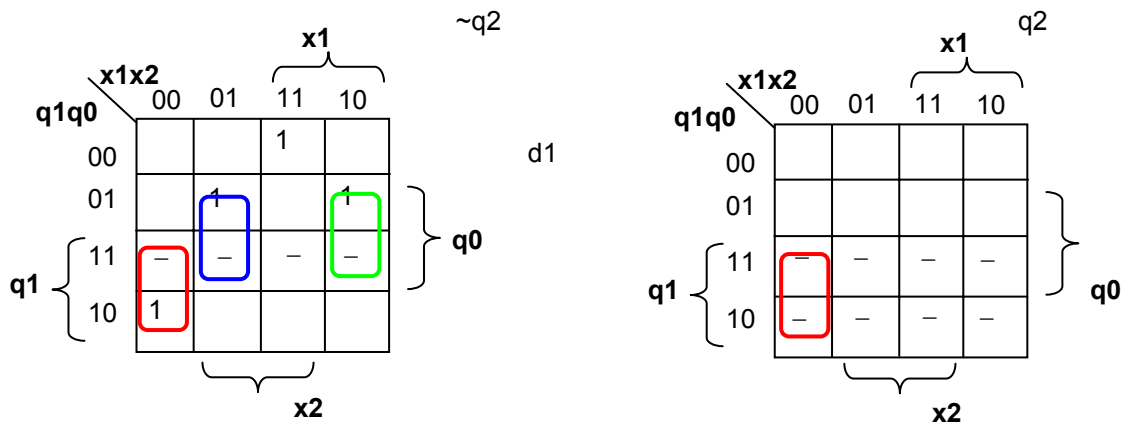 ~q2
x1
x1x2
q1q0
00 01 11 10
00 1
01 1 1
11 – – – –
10 1
q1
q0
x2
d1
q2
x1
x1x2
q1q0
00 01 11 10
00
01
11 – – – –
10 – – – –
q1
q0
x2